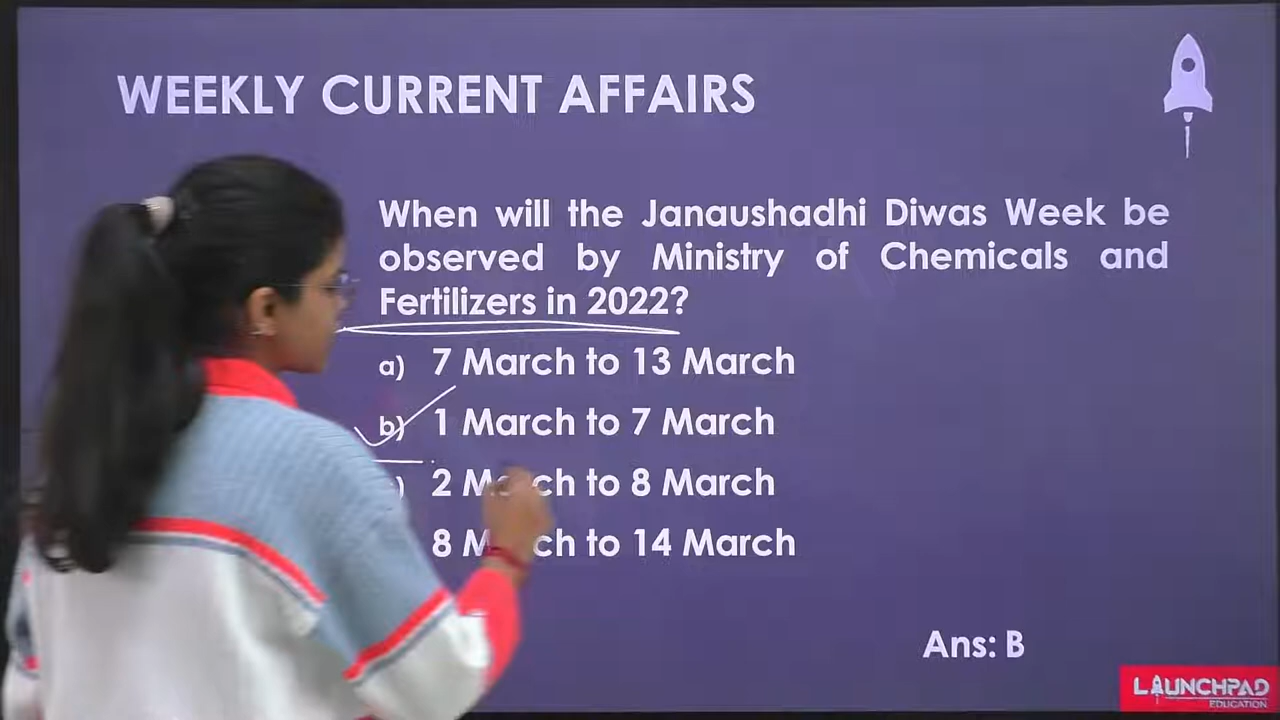 WEEKLY CURRENT AFFAIRS
When will the Janaushadhi Diwas Week be
observed by Ministry of Chemicals and
Fertilizers in 2022?
a) 7 March to 13 March
b) 1 March to 7 March
2 March to 8 March
8 March to 14 March
Ans: B
LAUNCHPAD
EDUCATION